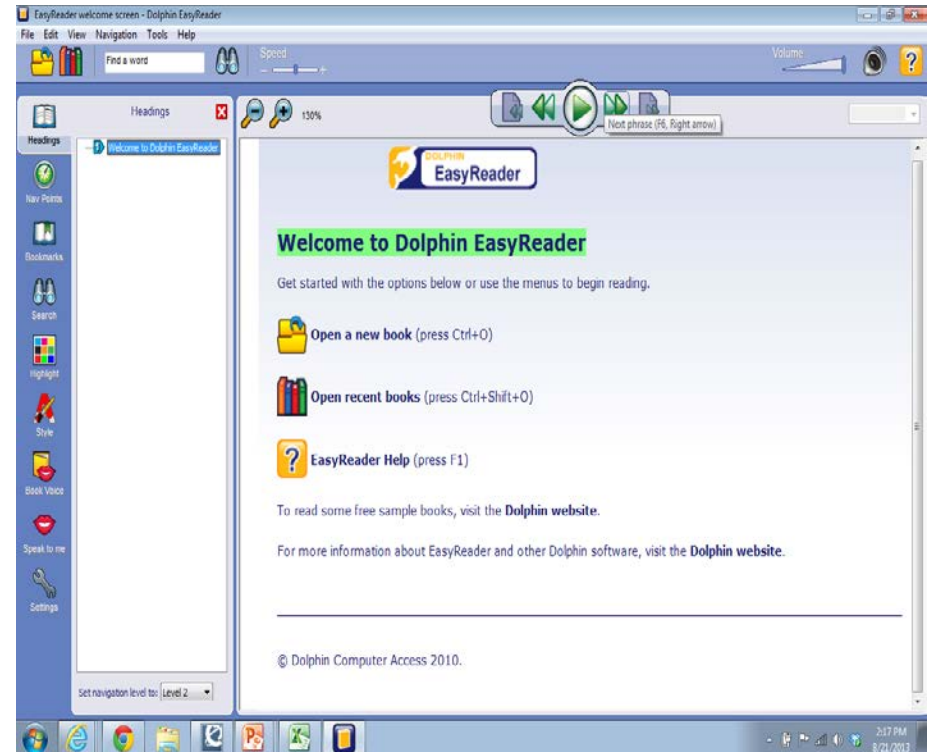 EasyReader welcome screen - Dolphin EasyReader
File Edit View Navigation Tools Help
Find a word
Speed
- +
Volume
?
Headings
130%
Next phrase (F6, Right arrow)
Headings
Nav Points
Bookmarks
Search
Highlight
Style
Book Voice
Speak to me
Settings
1 Welcome to Dolphin EasyReader
Set navigation level to: Level 2
DOLPHIN
EasyReader
Welcome to Dolphin EasyReader
Get started with the options below or use the menus to begin reading.
Open a new book (press Ctrl+O)
Open recent books (press Ctrl+Shift+O)
? EasyReader Help (press F1)
To read some free sample books, visit the Dolphin website.
For more information about EasyReader and other Dolphin software, visit the Dolphin website.
© Dolphin Computer Access 2010.
2:17 PM
8/21/2013